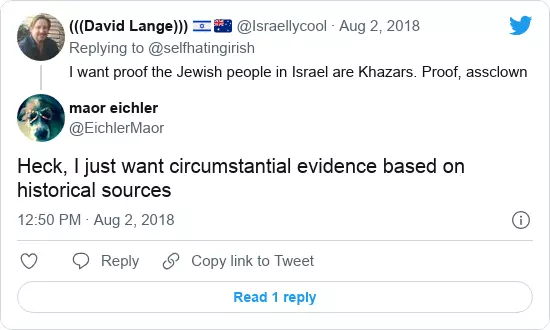 (((David Lange))) 🇮🇱 🇦🇺 @Israellycool · Aug 2, 2018
Replying to @selfhatingirish
I want proof the Jewish people in Israel are Khazars. Proof, assclown
maor eichler
@EichlerMaor
Heck, I just want circumstantial evidence based on
historical sources
12:50 PM · Aug 2, 2018
Reply
Copy link to Tweet
Read 1 reply